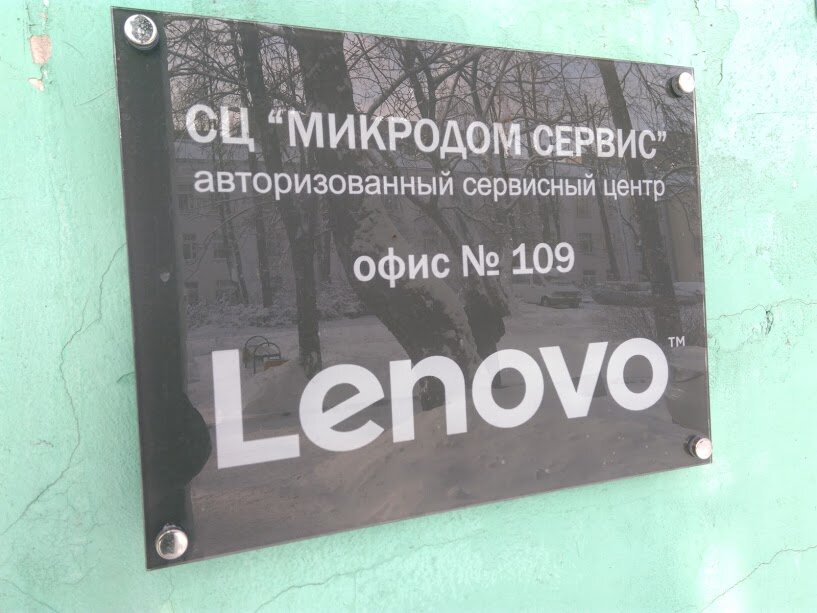 СЦ “МИКРОДОМ СЕРВИС”
авторизованный сервисный центр
офис № 109
Lenovo™